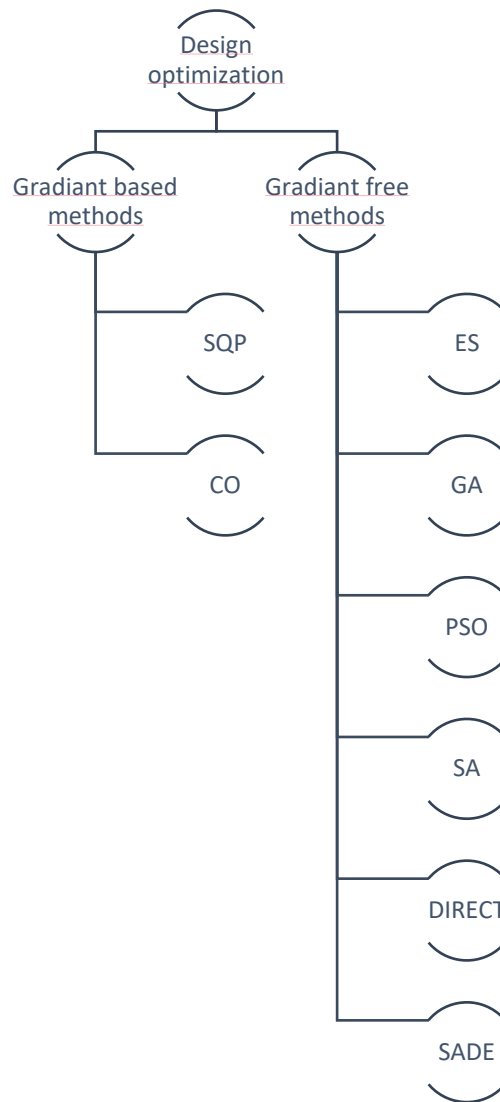 Design
optimization
Gradiant based
methods
Gradiant free
methods
SQP
CO
ES
GA
PSO
SA
DIRECT
SADE